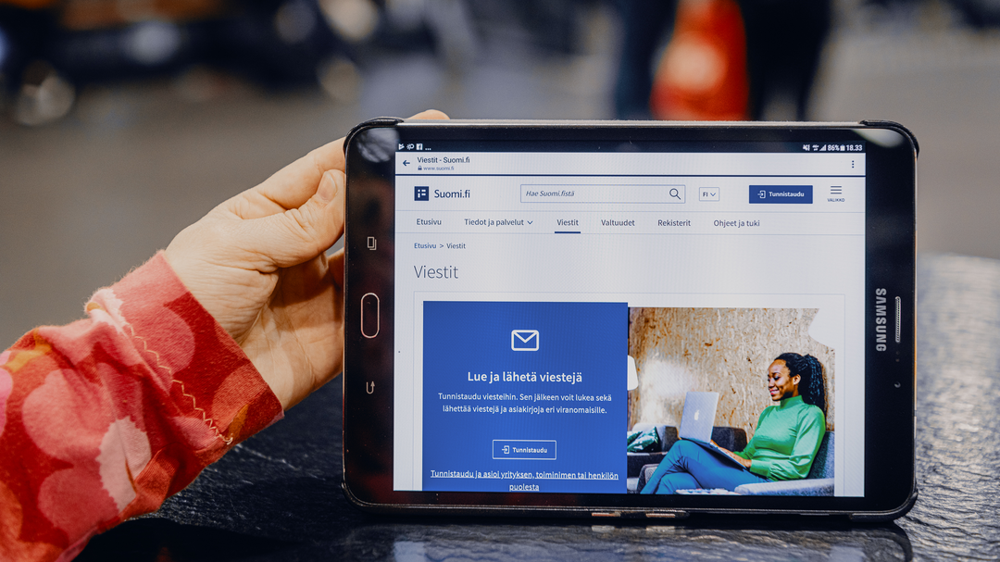 86% 18.33
Viestit - Suomi.fi
www.suomi.fi
Suomi.fi
Hae Suomi.fistä
FI
Tunnistaudu
VALIKKO
Etusivu Tiedot ja palvelut Viestit Valtuudet Rekisterit Ohjeet ja tuki
Etusivu > Viestit
Viestit
Lue ja lähetä viestejä
Tunnistaudu viesteihin. Sen jälkeen voit lukea sekä
lähettää viestejä ja asiakirjoja eri viranomaisille.
Tunnistaudu
Tunnistaudu ja asioi yrityksen, toiminimen tai henkilön
puolesta
SAMSUNG